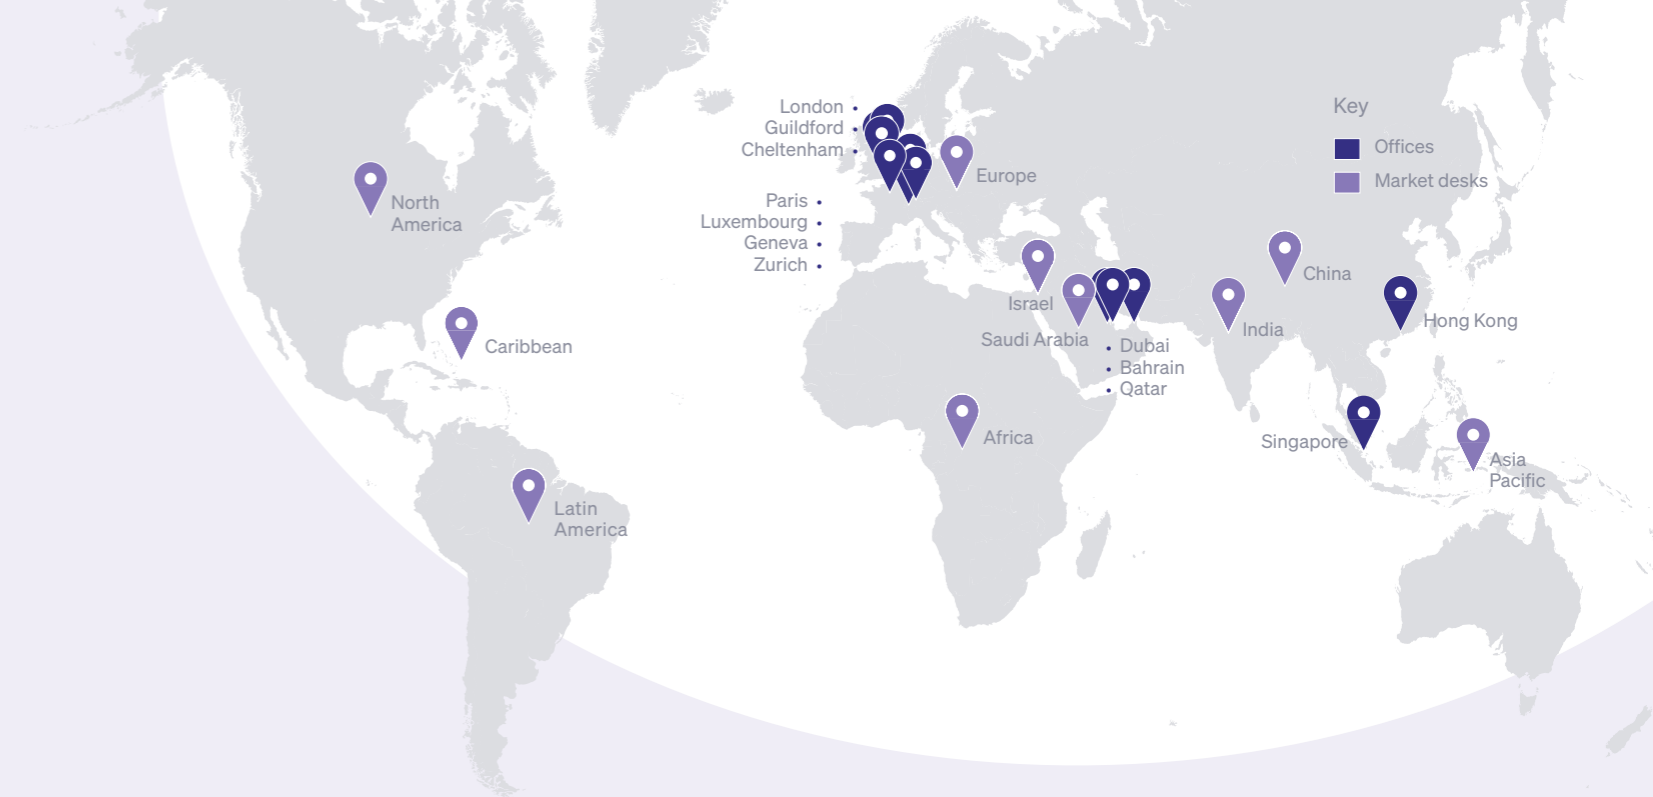 London
Guildford
Cheltenham
Paris
Luxembourg
Geneva
Zurich
Key
Offices
Market desks
Europe
North
America
China
Israel
Hong Kong
India
Saudi Arabia
Dubai
Bahrain
Qatar
Caribbean
Africa
Singapore
Asia
Pacific
Latin
America